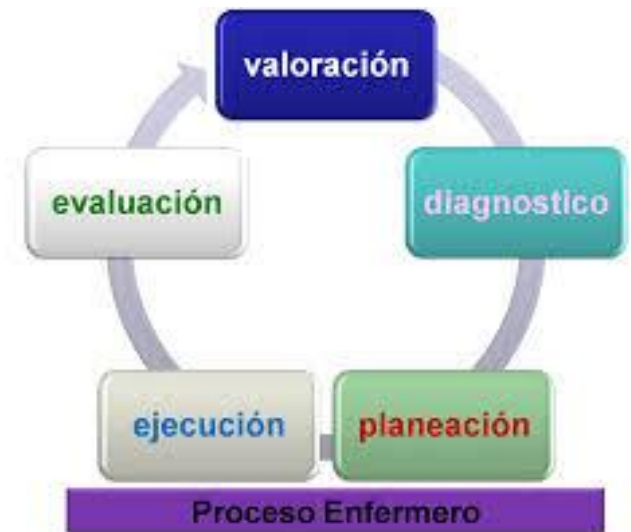 valoración
diagnostico
planeación
ejecución
evaluación
Proceso Enfermero